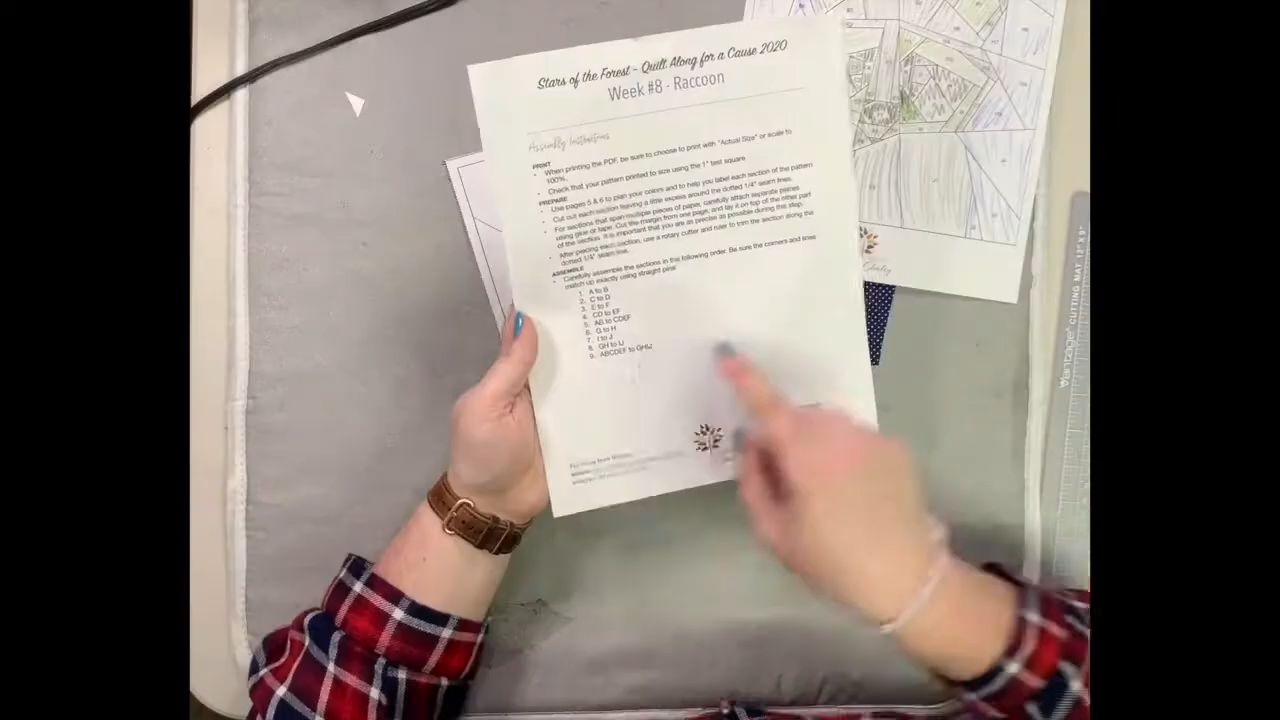 Stars of the Forest - Quilt Along for a Cause 2020
Week #8 - Raccoon
Assembly Instructions
PRINT
• When printing the PDF, be sure to choose to print with "Actual Size" or scale to
100%.
• Check that your pattern printed to size using the 1" test square
PREPARE
• Use pages 5 & 6 to plan your colors and to help you label each section of the pattern
• Cut out each section leaving a little excess around the dotted 1/4" seam lines.
• For sections that span multiple pieces of paper, carefully attach separate pieces
using glue or tape. Cut the margin from one page, and lay it on top of the other part
of the section. It is important that you are as precise as possible during this step.
• After piecing each section, use a rotary cutter and ruler to trim the section along the
dotted 1/4" seam line.
ASSEMBLE
• Carefully assemble the sections in the following order. Be sure the corners and lines
match up exactly using straight pins!
1. A to B
2. C to D
3. E to F
4. CD to EF
5. AB to CDEF
6. G to H
7. I to J
8. GH to IJ
9. ABCDEF to GHIJ
CUTTING MAT 12" X 9"